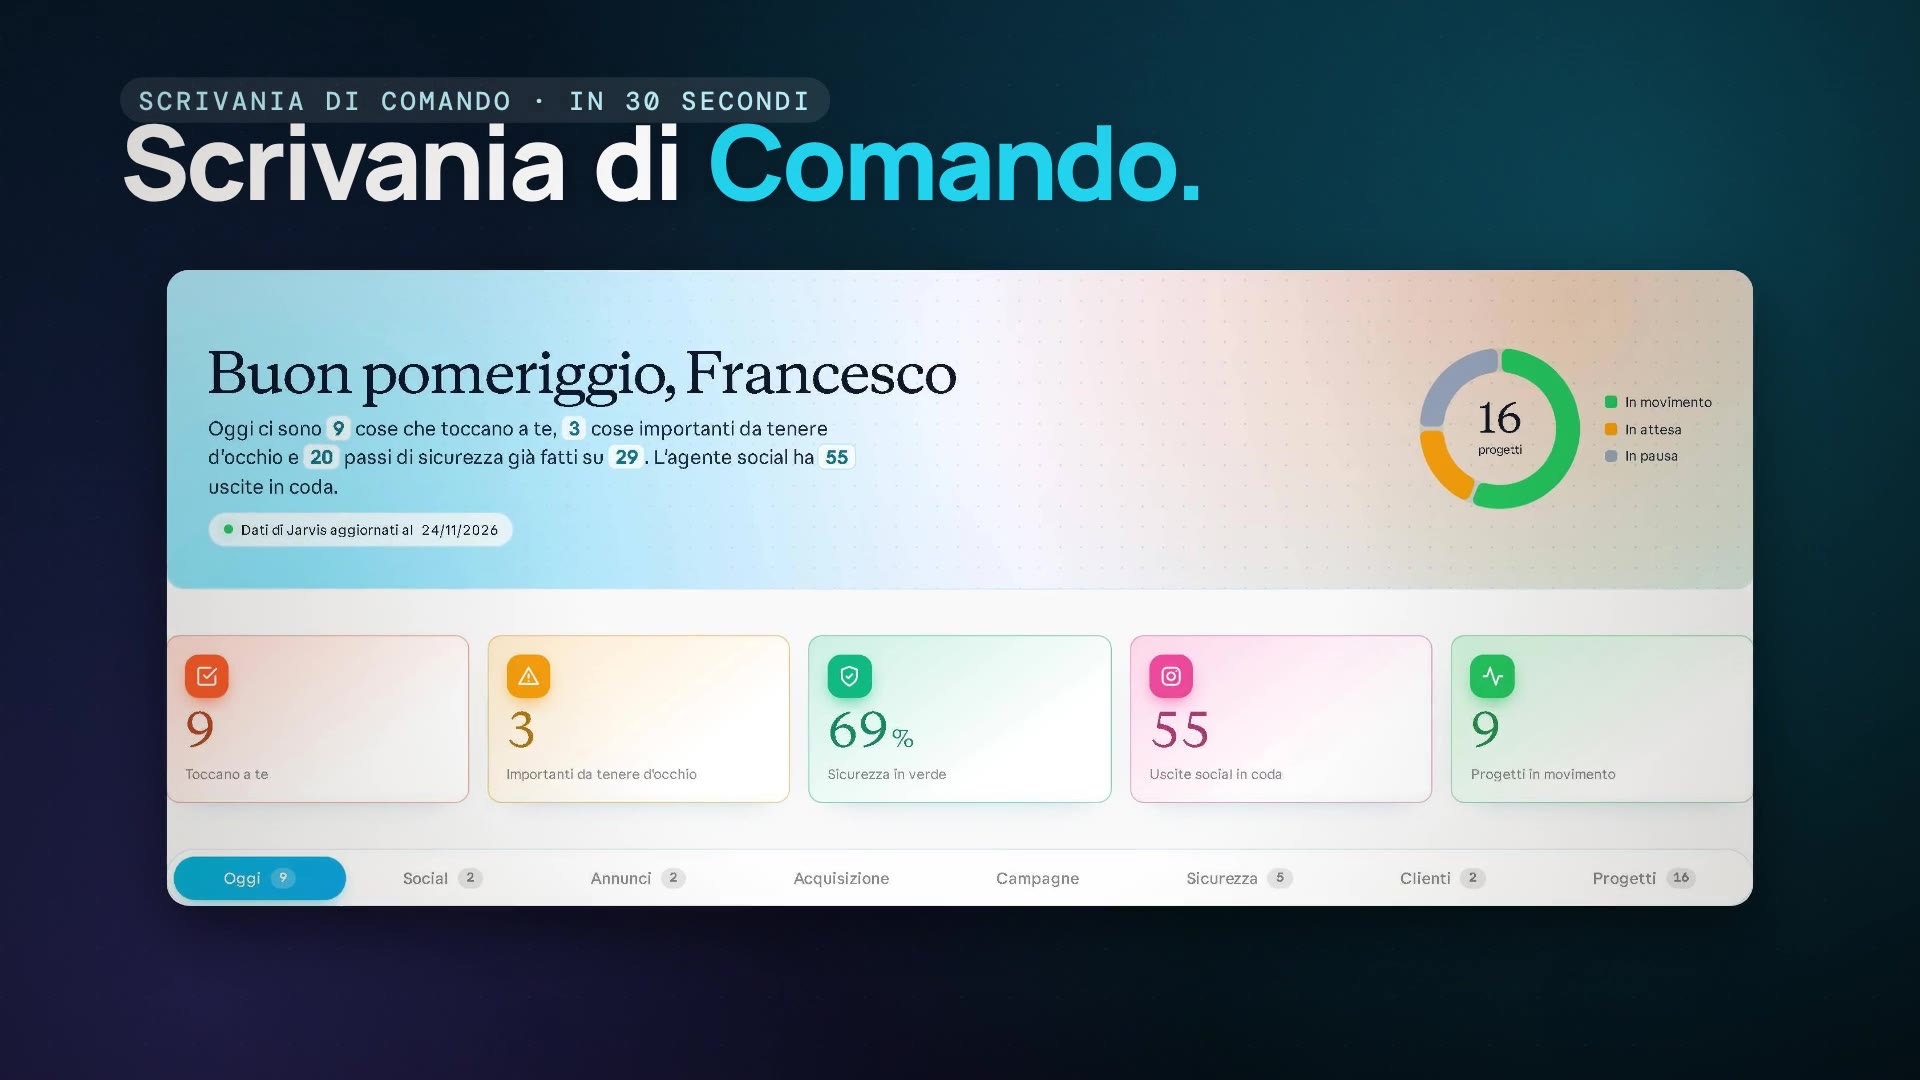 SCRIVANIA DI COMANDO · IN 30 SECONDI
Scrivania di Comando.
Buon pomeriggio, Francesco
Oggi ci sono 9 cose che toccano a te, 3 cose importanti da tenere
d'occhio e 20 passi di sicurezza già fatti su 29. L'agente social ha 55
uscite in coda.
Dati di Jarvis aggiornati al 24/11/2026
16
progetti
In movimento
In attesa
In pausa
9
Toccano a te
3
Importanti da tenere d'occhio
69%
Sicurezza in verde
55
Uscite social in coda
9
Progetti in movimento
Oggi 9
Social 2
Annunci 2
Acquisizione
Campagne
Sicurezza 5
Clienti 2
Progetti 16